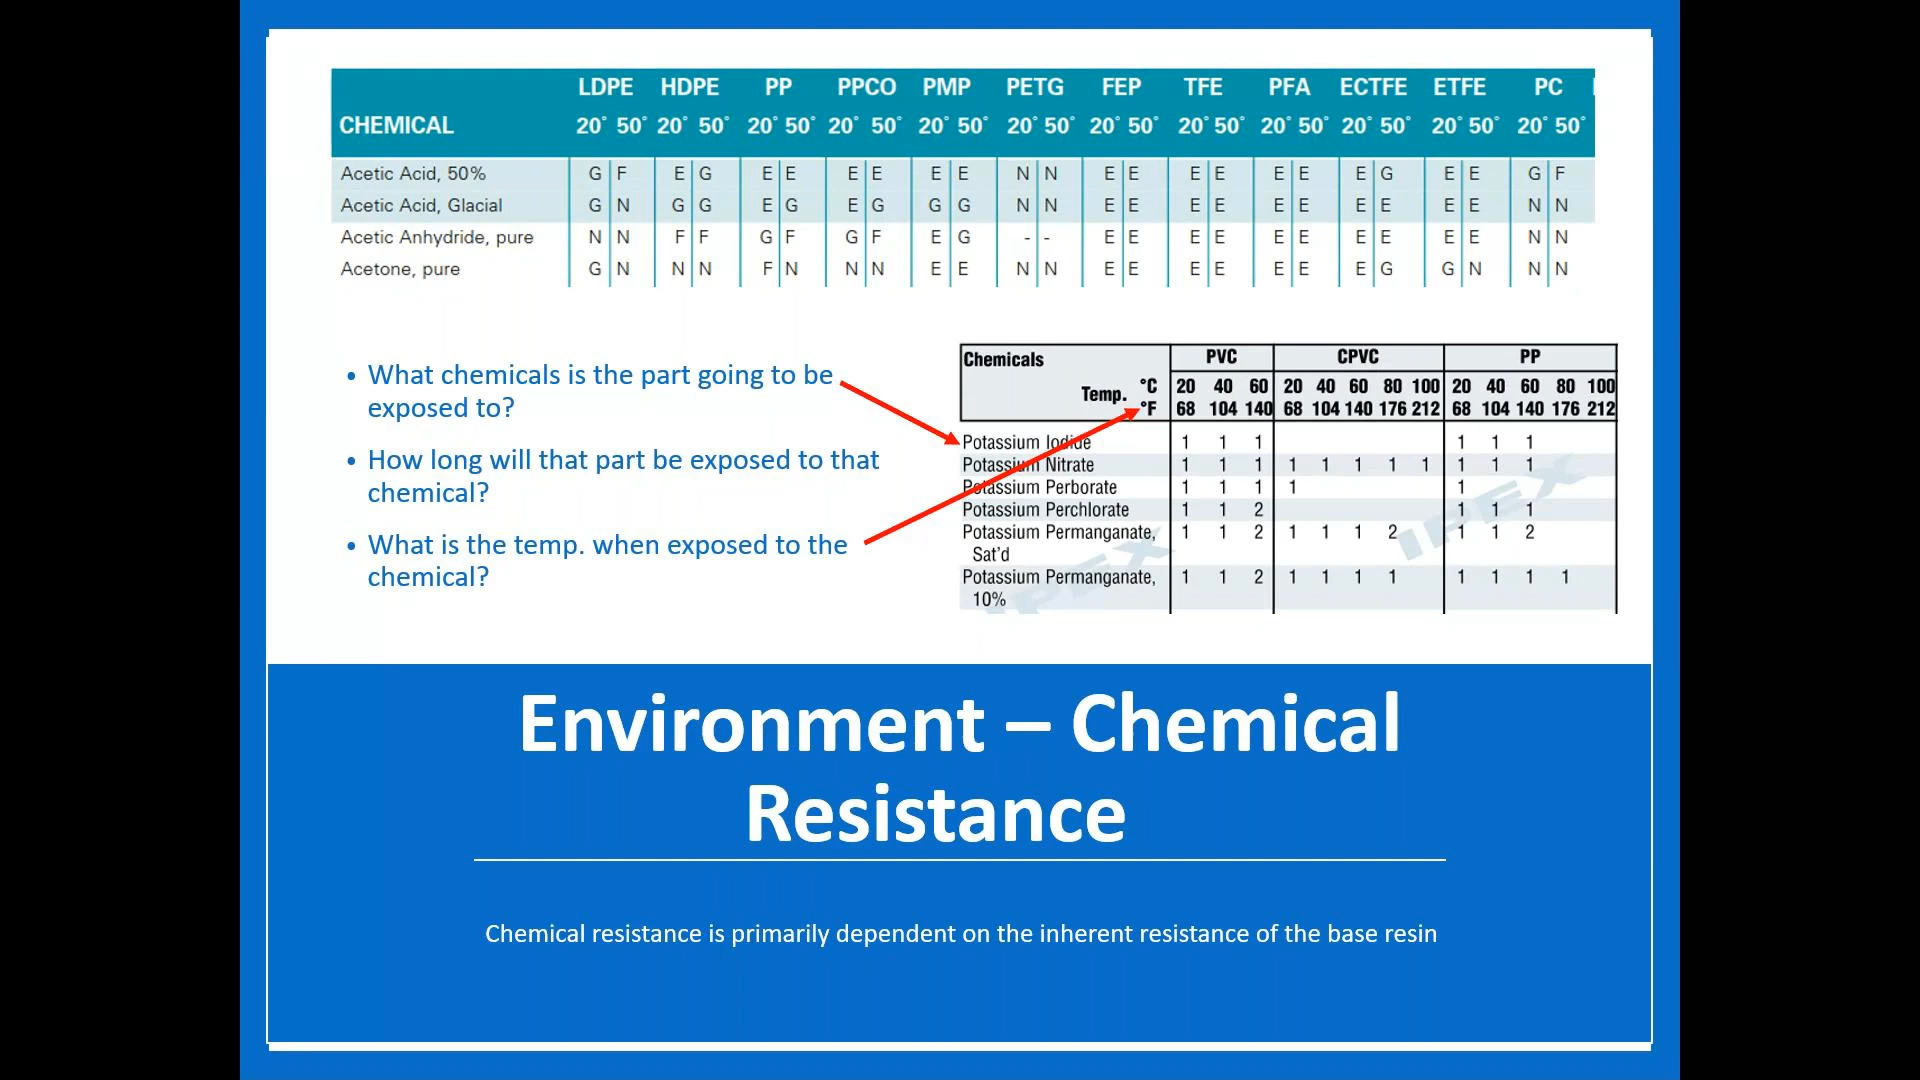 LDPE HDPE PP PPCO PMP PETG FEP TFE PFA ECTFE ETFE PC
CHEMICAL 20° 50° 20° 50° 20° 50° 20° 50° 20° 50° 20° 50° 20° 50° 20° 50° 20° 50° 20° 50° 20° 50° 20° 50°
Acetic Acid, 50% G F E G E E E E E E N N E E E E E E E G E E G F
Acetic Acid, Glacial G N G G E G E G G G N N E E E E E E E E E E N N
Acetic Anhydride, pure N N F F G F G F E G - - E E E E E E E E E E N N
Acetone, pure G N N N F N N N E E N N E E E E E E E G G N N N
• What chemicals is the part going to be
exposed to?
• How long will that part be exposed to that
chemical?
• What is the temp. when exposed to the
chemical?
Chemicals PVC CPVC PP
Temp. °C 20 40 60 20 40 60 80 100 20 40 60 80 100
°F 68 104 140 68 104 140 176 212 68 104 140 176 212
Potassium Iodide 1 1 1 1 1 1
Potassium Nitrate 1 1 1 1 1 1 1 1 1 1 1
Potassium Perborate 1 1 1 1 1
Potassium Perchlorate 1 1 2 1 1 1
Potassium Permanganate, 1 1 2 1 1 1 2 1 1 2
Sat'd
Potassium Permanganate, 1 1 2 1 1 1 1 1 1 1 1
10%
IPEX
IPEX
Environment – Chemical
Resistance
Chemical resistance is primarily dependent on the inherent resistance of the base resin